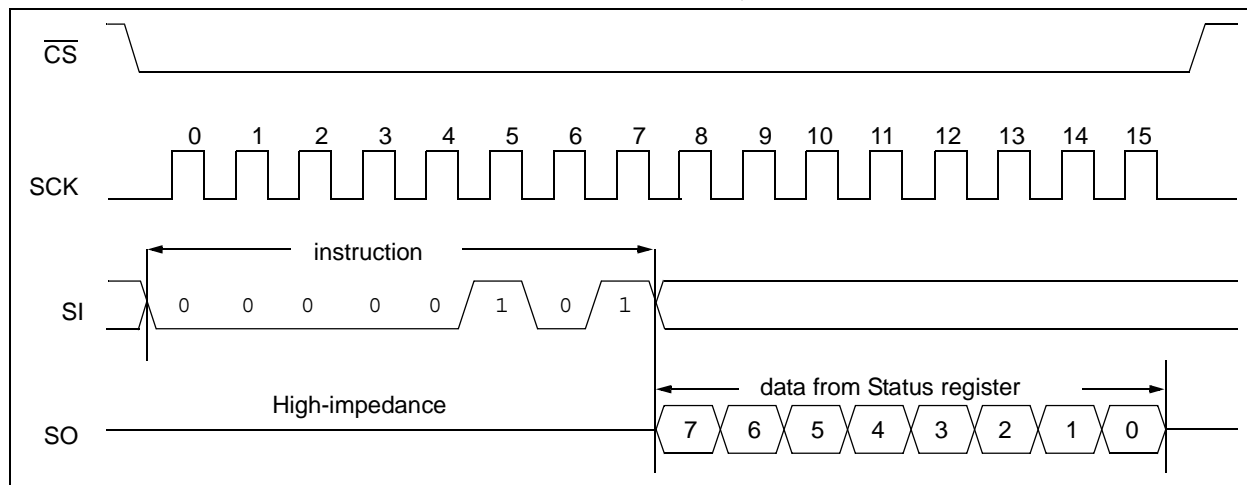 CS
0 1 2 3 4 5 6 7 8 9 10 11 12 13 14 15
SCK
instruction
SI 0 0 0 0 0 1 0 1
data from Status register
High-impedance
SO 7 6 5 4 3 2 1 0